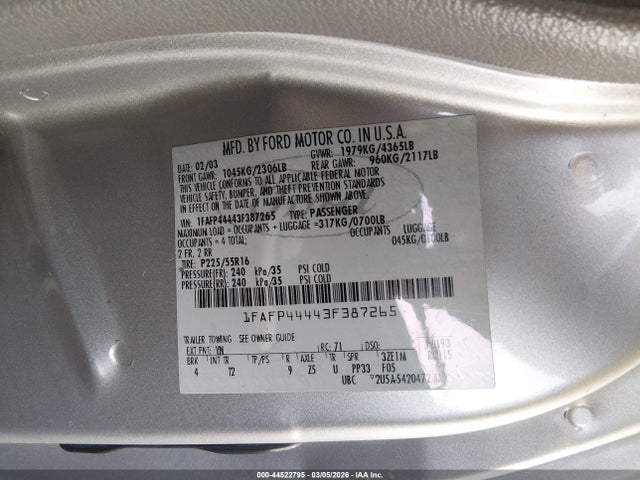 MFD. BY FORD MOTOR CO. IN U.S.A.
DATE: 02/03 GVWR: 1979KG/4365LB
FRONT GAWR: 1045KG/2306LB REAR GAWR: 960KG/2117LB
THIS VEHICLE CONFORMS TO ALL APPLICABLE FEDERAL MOTOR
VEHICLE SAFETY, BUMPER, AND THEFT PREVENTION STANDARDS
IN EFFECT ON THE DATE OF MANUFACTURE SHOWN ABOVE.
VIN: 1FAFP44443F387265 TYPE: PASSENGER
MAXIMUM LOAD = OCCUPANTS + LUGGAGE = 317KG/0700LB
OCCUPANTS = 4 TOTAL; LUGGAGE
2 FR, 2 RR 045KG/0100LB
TIRE: P225/55R16
PRESSURE(FR): 240 kPa/35 PSI COLD
PRESSURE(RR): 240 kPa/35 PSI COLD
1FAFP44443F387265
TRAILER TOWING - SEE OWNER GUIDE
EXT PNT: YN RC: 71 DSO:
BRK INT TR TP/PS R AXLE TR SPR 3ZE1M
4 T2 9 Z5 U PP33 F05
UBC
000-44522795 - 03/05/2026 - IAA Inc.